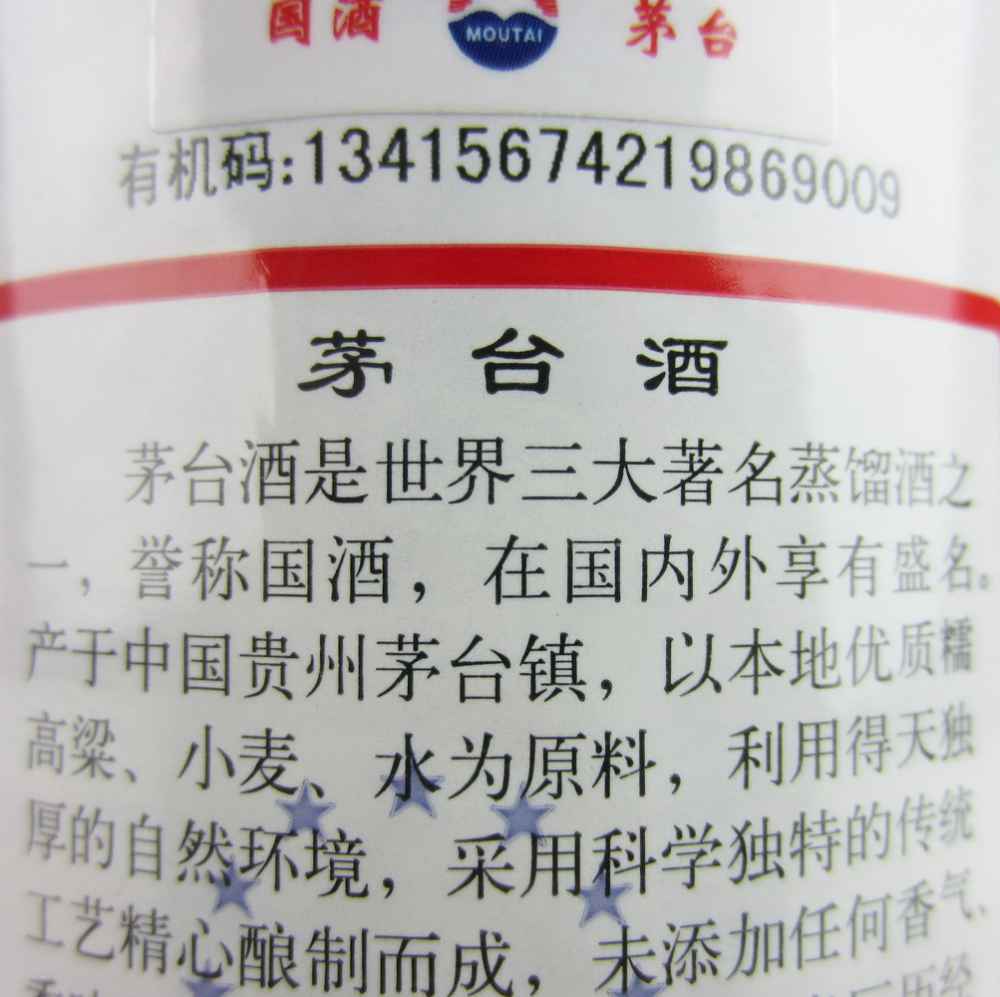 国酒 MOUTAI 茅台
有机码:13415674219869009
茅台酒
茅台酒是世界三大著名蒸馏酒之
一，誉称国酒，在国内外享有盛名。
产于中国贵州茅台镇，以本地优质糯
高粱、小麦、水为原料，利用得天独
厚的自然环境，采用科学独特的传统
工艺精心酿制而成，未添加任何香气、